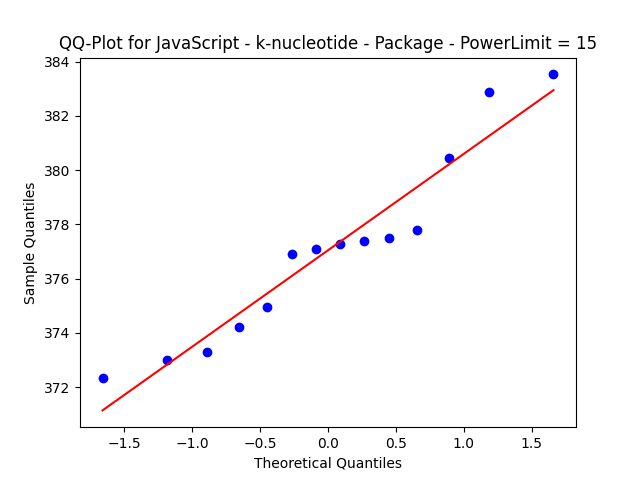 QQ-Plot for JavaScript - k-nucleotide - Package - PowerLimit = 15
384
382
380
378
376
374
372
Sample Quantiles
−1.5 −1.0 −0.5 0.0 0.5 1.0 1.5
Theoretical Quantiles